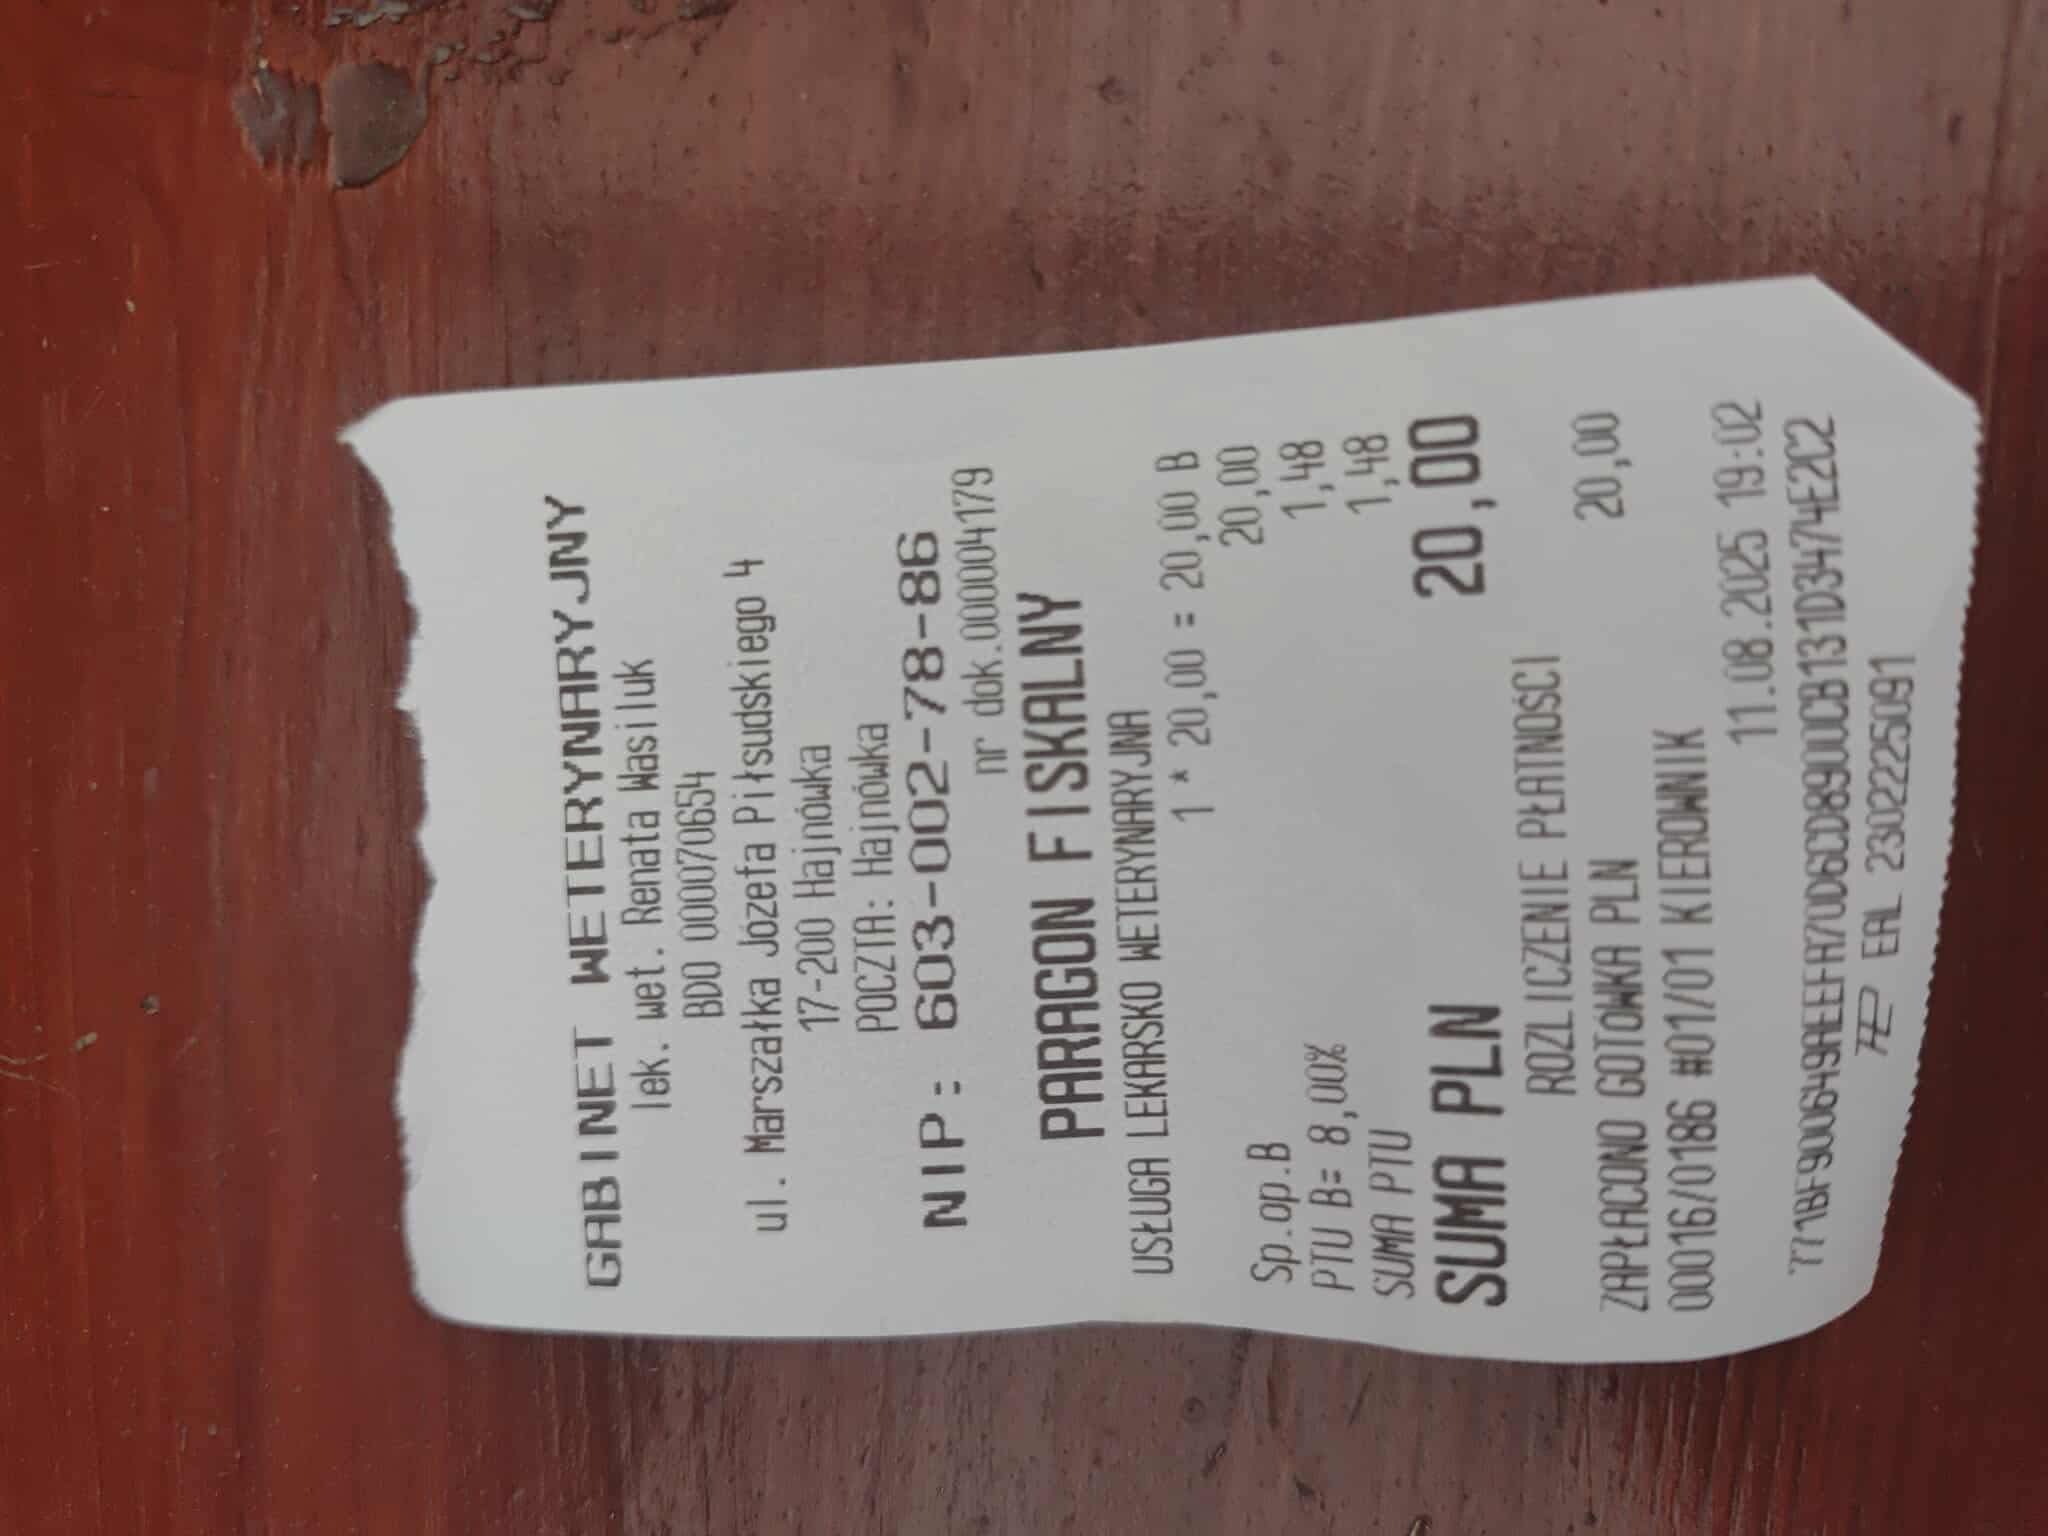 GABINET WETERYNARYJNY
lek. wet. Renata Wasiluk
BDO 000070654
ul. Marszałka Józefa Piłsudskiego 4
17-200 Hajnówka
POCZTA: Hajnówka
NIP: 603-002-78-86
nr dok.000004179
PARAGON FISKALNY
USŁUGA LEKARSKO WETERYNARYJNA
1 * 20,00 = 20,00 B
Sp.op.B 20,00
PTU B= 8,00% 1,48
SUMA PTU 1,48
SUMA PLN 20,00
ROZLICZENIE PŁATNOŚCI
ZAPŁACONO GOTÓWKA PLN 20,00
00016/0186 #01/01 KIEROWNIK
11.08.2025 19:02
EAL 2302225091